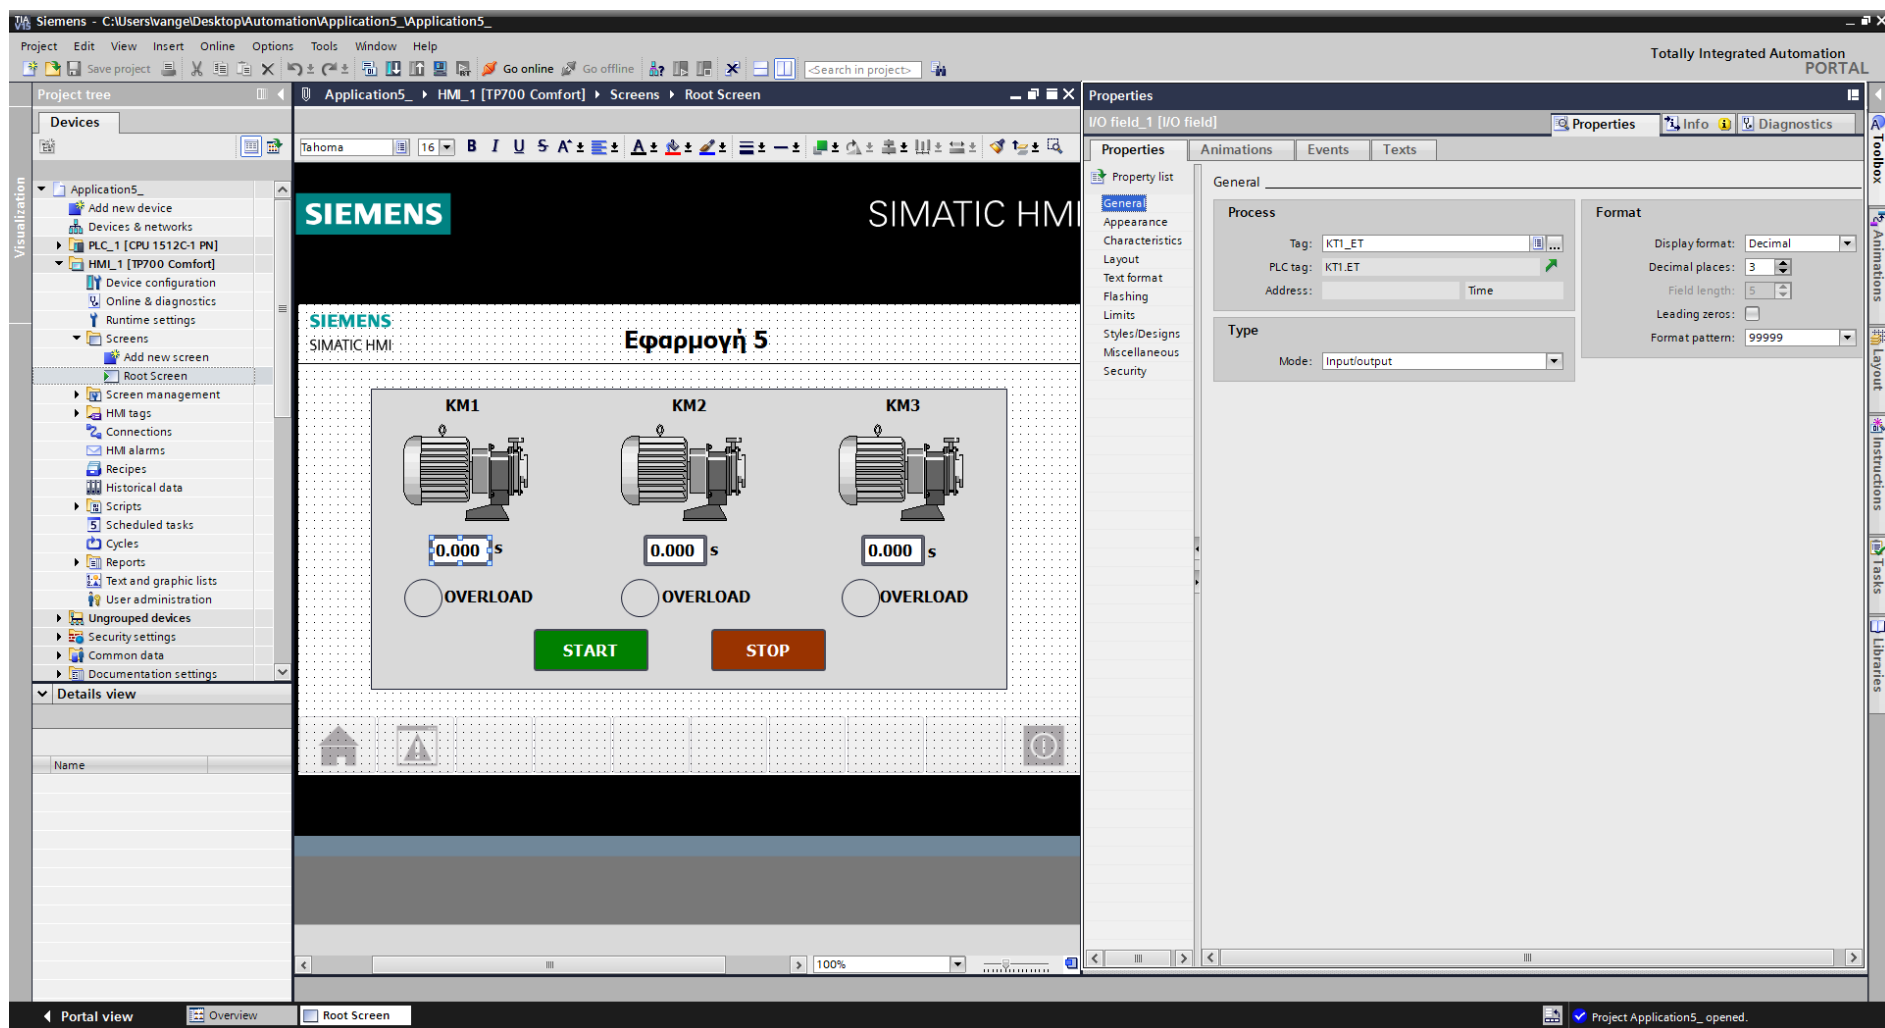 Siemens - C:\Users\vange\Desktop\Automation\Application5_\Application5_
Project Edit View Insert Online Options Tools Window Help
Totally Integrated Automation
PORTAL
Save project Go online Go offline <Search in project>
Project tree
Devices
Visualization
Application5_
Add new device
Devices & networks
PLC_1 [CPU 1512C-1 PN]
HMI_1 [TP700 Comfort]
Device configuration
Online & diagnostics
Runtime settings
Screens
Add new screen
Root Screen
Screen management
HMI tags
Connections
HMI alarms
Recipes
Historical data
Scripts
Scheduled tasks
Cycles
Reports
Text and graphic lists
User administration
Ungrouped devices
Security settings
Common data
Documentation settings
Details view
Name
Application5_ HMI_1 [TP700 Comfort] Screens Root Screen
Tahoma 16 B I U S A
SIEMENS
SIMATIC HMI
SIEMENS
SIMATIC HMI
Εφαρμογή 5
KM1 KM2 KM3
0.000 s 0.000 s 0.000 s
OVERLOAD OVERLOAD OVERLOAD
START STOP
100%
Properties
I/O field_1 [I/O field]
Properties Info Diagnostics
Properties Animations Events Texts
Property list
General
Appearance
Characteristics
Layout
Text format
Flashing
Limits
Styles/Designs
Miscellaneous
Security
General
Process
Tag: KT1_ET
PLC tag: KT1.ET
Address: Time
Type
Mode: Input/output
Format
Display format: Decimal
Decimal places: 3
Field length: 5
Leading zeros:
Format pattern: 99999
Toolbox
Animations
Layout
Instructions
Tasks
Libraries
Portal view Overview Root Screen
Project Application5_ opened.